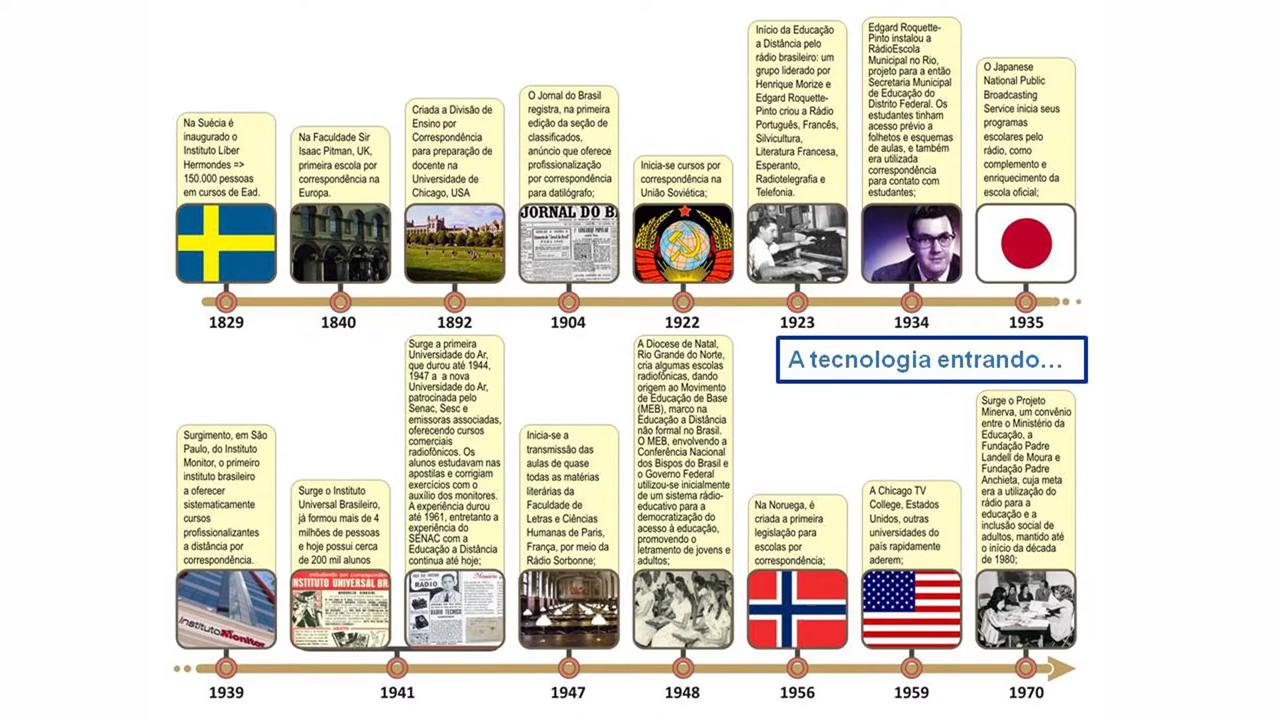 Na Suécia é
inaugurado o
Instituto Líber
Hermondes =>
150.000 pessoas
em cursos de Ead.
Na Faculdade Sir
Isaac Pitman, UK,
primeira escola por
correspondência na
Europa.
Criada a Divisão de
Ensino por
Correspondência
para preparação de
docente na
Universidade de
Chicago, USA
O Jornal do Brasil
registra, na primeira
edição da seção de
classificados,
anúncio que oferece
profissionalização
por correspondência
para datilógrafo;
JORNAL DO B
Inicia-se cursos por
correspondência na
União Soviética;
Início da Educação
a Distância pelo
rádio brasileiro: um
grupo liderado por
Henrique Morize e
Edgard Roquette-
Pinto criou a Rádio
Português, Francês,
Silvicultura,
Literatura Francesa,
Esperanto,
Radiotelegrafia e
Telefonia.
Edgard Roquette-
Pinto instalou a
RádioEscola
Municipal no Rio,
projeto para a então
Secretaria Municipal
de Educação do
Distrito Federal. Os
estudantes tinham
acesso prévio a
folhetos e esquemas
de aulas, e também
era utilizada
correspondência
para contato com
estudantes;
O Japanese
National Public
Broadcasting
Service inicia seus
programas
escolares pelo
rádio, como
complemento e
enriquecimento da
escola oficial;
1829
1840
1892
1904
1922
1923
1934
1935
A tecnologia entrando...
Surgimento, em São
Paulo, do Instituto
Monitor, o primeiro
instituto brasileiro
a oferecer
sistematicamente
cursos
profissionalizantes
a distância por
correspondência.
InstitutoMonitor
Surge o Instituto
Universal Brasileiro,
já formou mais de 4
milhões de pessoas
e hoje possui cerca
de 200 mil alunos
INSTITUTO UNIVERSAL BR
Surge a primeira
Universidade do Ar,
que durou até 1944,
1947 a a nova
Universidade do Ar,
patrocinada pelo
Senac, Sesc e
emissoras associadas,
oferecendo cursos
comerciais
radiofônicos. Os
alunos estudavam nas
apostilas e corrigiam
exercícios com o
auxílio dos monitores.
A experiência durou
até 1961, entretanto a
experiência do
SENAC com a
Educação a Distância
continua até hoje;
RADIO
RADIO TECNICO
Inicia-se a
transmissão das
aulas de quase
todas as matérias
literárias da
Faculdade de
Letras e Ciências
Humanas de Paris,
França, por meio da
Rádio Sorbonne;
A Diocese de Natal,
Rio Grande do Norte,
cria algumas escolas
radiofônicas, dando
origem ao Movimento
de Educação de Base
(MEB), marco na
Educação a Distância
não formal no Brasil.
O MEB, envolvendo a
Conferência Nacional
dos Bispos do Brasil e
o Governo Federal
utilizou-se inicialmente
de um sistema rádio-
educativo para a
democratização do
acesso à educação,
promovendo o
letramento de jovens e
adultos;
Na Noruega, é
criada a primeira
legislação para
escolas por
correspondência;
A Chicago TV
College, Estados
Unidos, outras
universidades do
país rapidamente
aderem;
Surge o Projeto
Minerva, um convênio
entre o Ministério da
Educação, a
Fundação Padre
Landell de Moura e
Fundação Padre
Anchieta, cuja meta
era a utilização do
rádio para a
educação e a
inclusão social de
adultos, mantido até
o início da década
de 1980;
1939
1941
1947
1948
1956
1959
1970